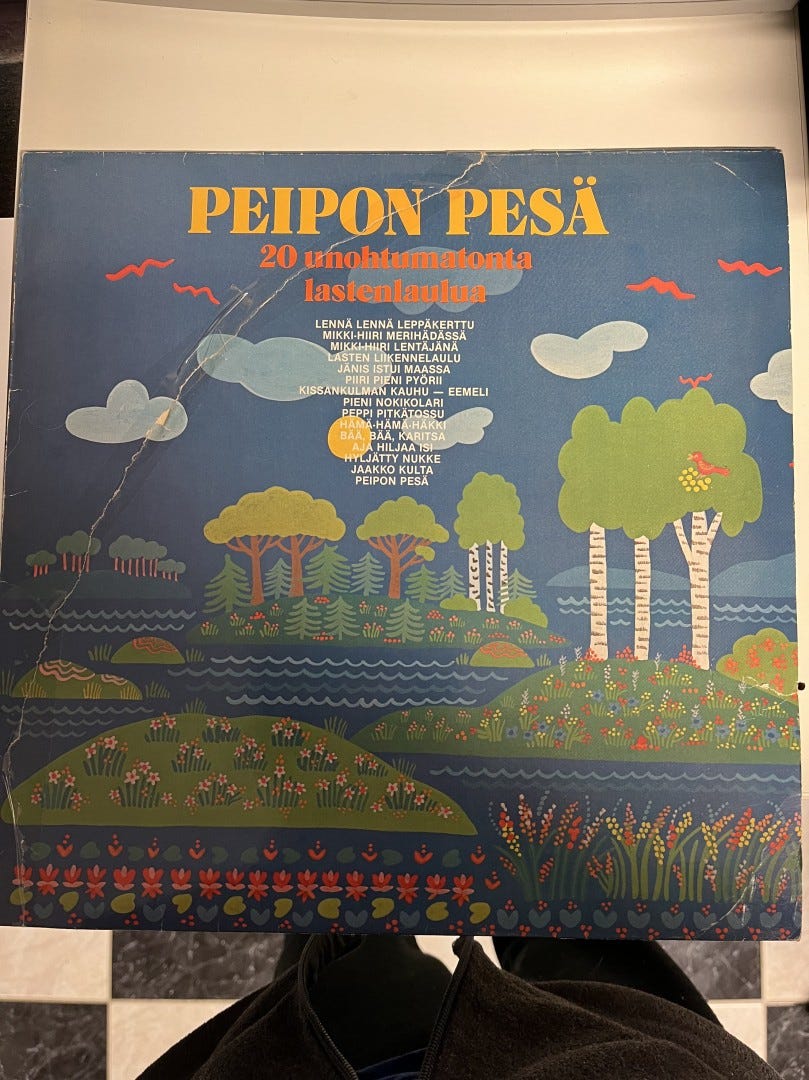 PEIPON PESÄ
20 unohtumatonta
lastenlaulua
LENNÄ LENNÄ LEPPÄKERTTU
MIKKI-HIIRI MERIHÄDÄSSÄ
MIKKI-HIIRI LENTÄJÄNÄ
LASTEN LIIKENNELAULU
JÄNIS ISTUI MAASSA
PIIRI PIENI PYÖRII
KISSANKULMAN KAUHU — EEMELI
PIENI NOKIKOLARI
PEPPI PITKÄTOSSU
HÄMÄ-HÄMÄ-HÄKKI
BÄÄ, BÄÄ, KARITSA
AJA HILJAA ISI
HYLJÄTTY NUKKE
JAAKKO KULTA
PEIPON PESÄ